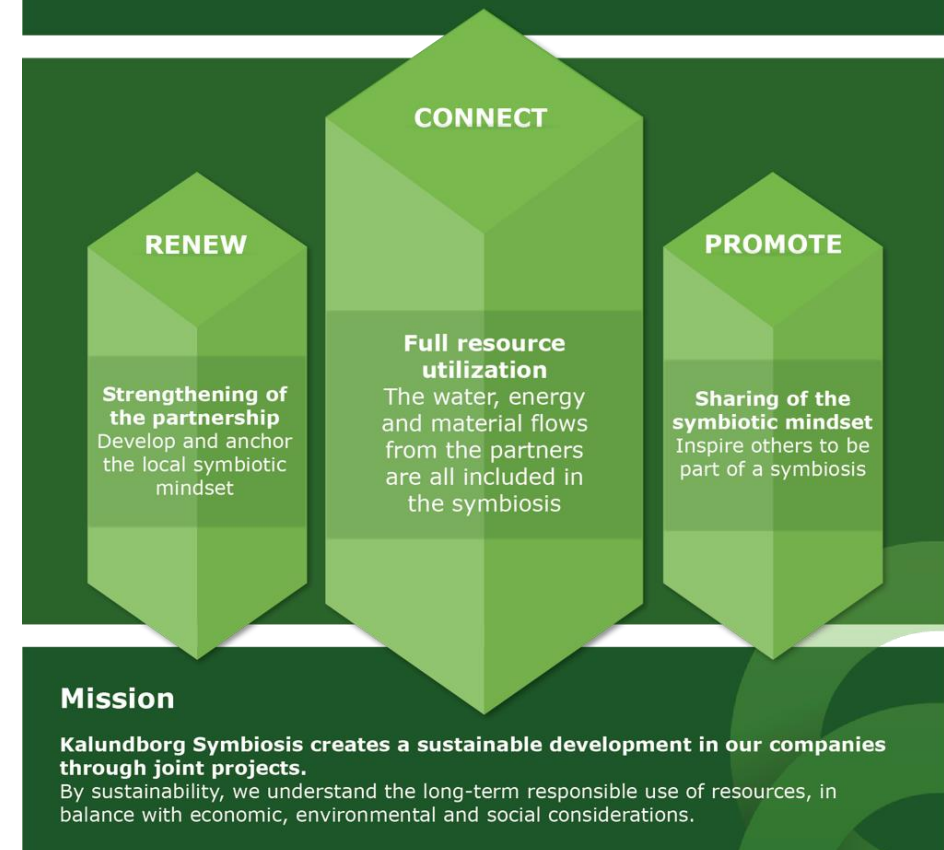 CONNECT
Full resource
utilization
The water, energy
and material flows
from the partners
are all included in
the symbiosis
RENEW
Strengthening of
the partnership
Develop and anchor
the local symbiotic
mindset
PROMOTE
Sharing of the
symbiotic mindset
Inspire others to be
part of a symbiosis
Mission
Kalundborg Symbiosis creates a sustainable development in our companies
through joint projects.
By sustainability, we understand the long-term responsible use of resources, in
balance with economic, environmental and social considerations.